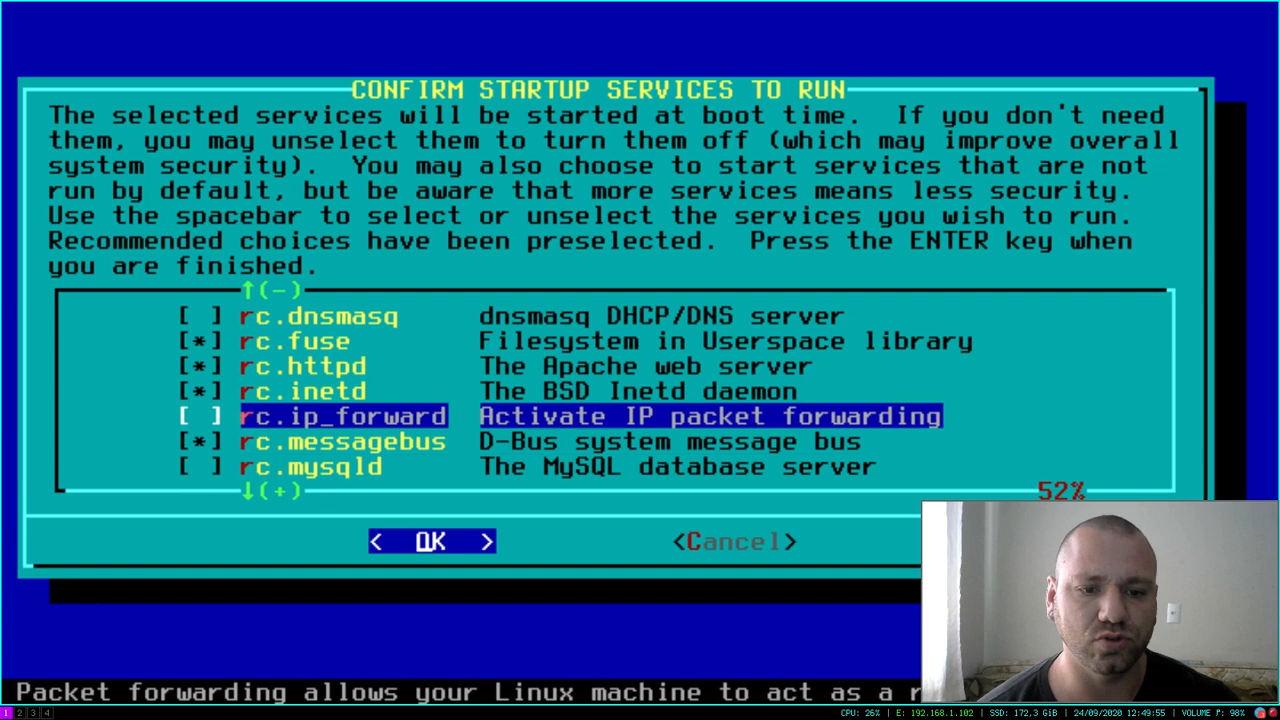 CONFIRM STARTUP SERVICES TO RUN
The selected services will be started at boot time.  If you don't need
them, you may unselect them to turn them off (which may improve overall
system security).  You may also choose to start services that are not
run by default, but be aware that more services means less security.
Use the spacebar to select or unselect the services you wish to run.
Recommended choices have been preselected.  Press the ENTER key when
you are finished.
↑(-)
[ ] rc.dnsmasq dnsmasq DHCP/DNS server
[*] rc.fuse Filesystem in Userspace library
[*] rc.httpd The Apache web server
[*] rc.inetd The BSD Inetd daemon
[ ] rc.ip_forward Activate IP packet forwarding
[*] rc.messagebus D-Bus system message bus
[ ] rc.mysqld The MySQL database server
↓(+) 52%
< OK > <Cancel>
Packet forwarding allows your Linux machine to act as a r
1 2 3 4 CPU: 26% | E: 192.168.1.102 | SSD: 172,3 GiB | 24/09/2020 12:49:55 | VOLUME ♪: 98%